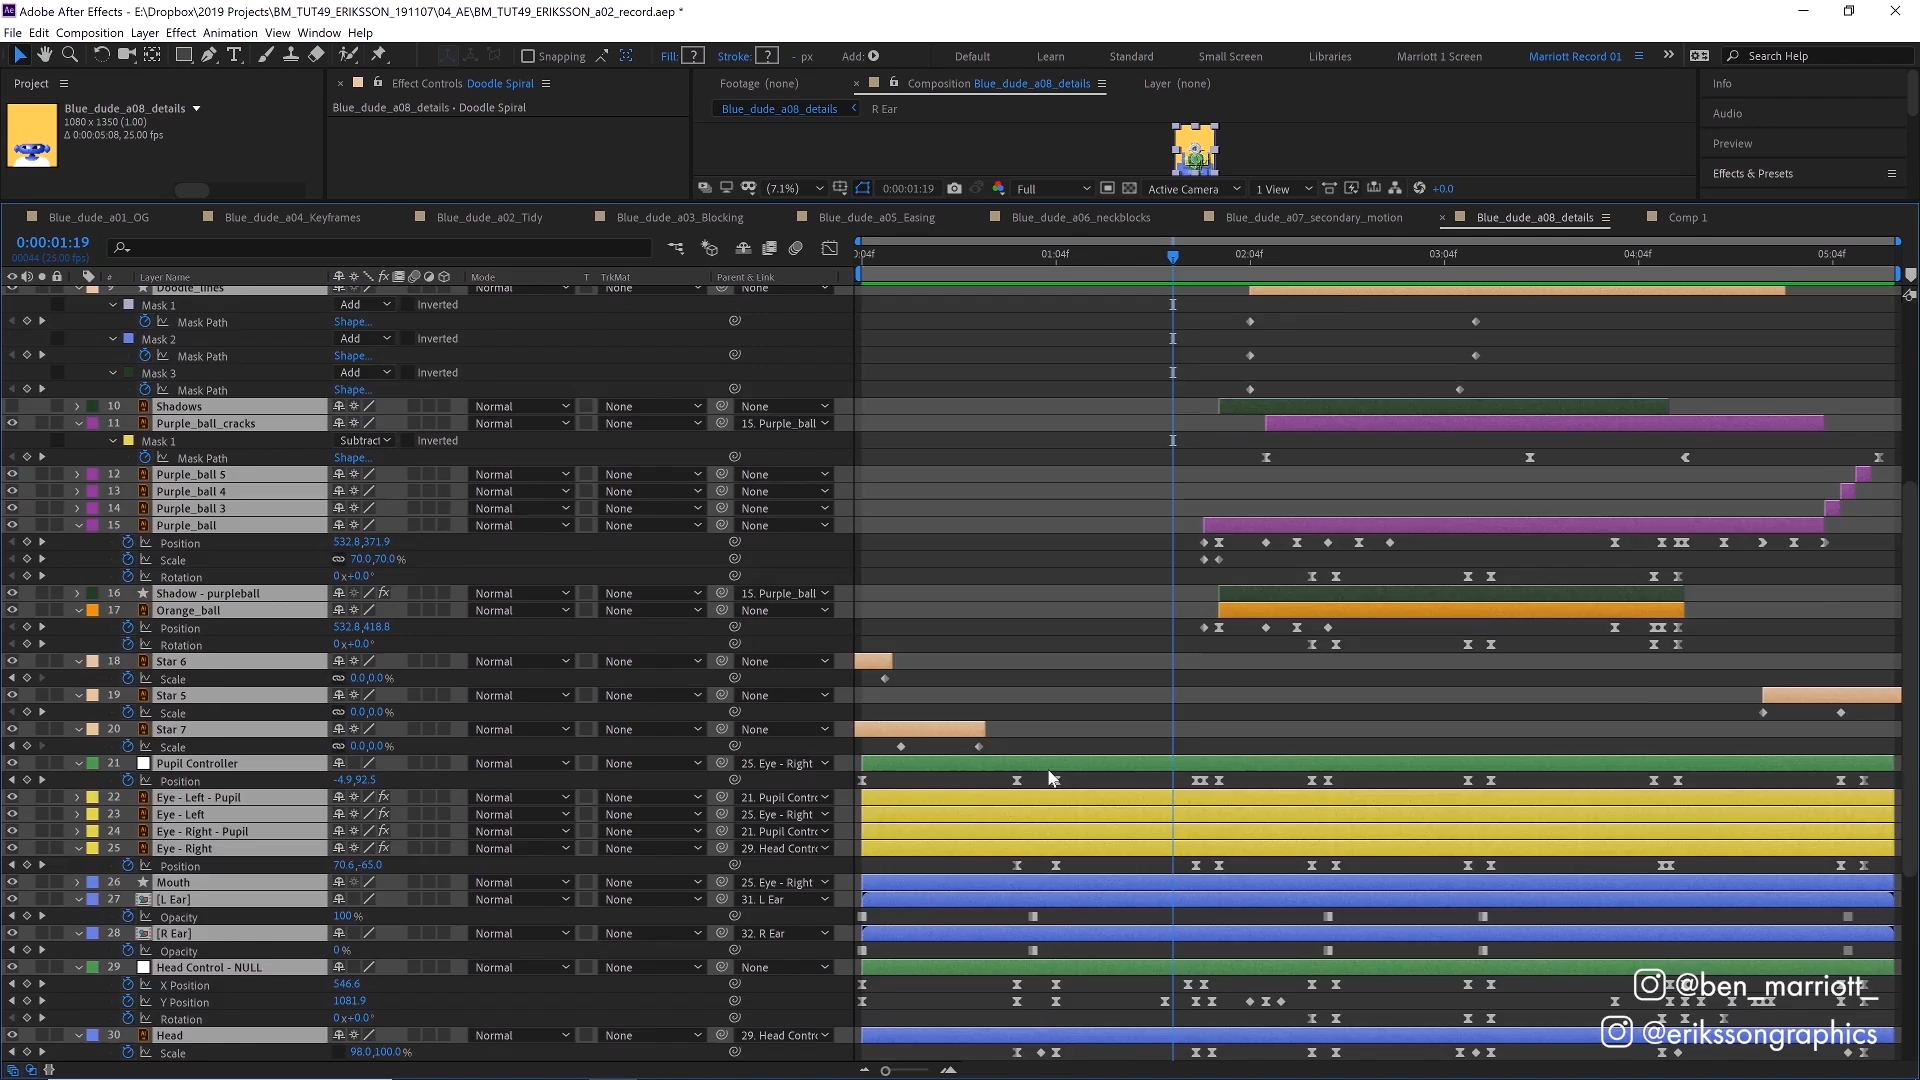 Adobe After Effects - E:\Dropbox\2019 Projects\BM_TUT49_ERIKSSON_191107\04_AE\BM_TUT49_ERIKSSON_a02_record.aep *
File Edit Composition Layer Effect Animation View Window Help
Snapping Fill: ? Stroke: ? - px Add: Default Learn Standard Small Screen Libraries Marriott 1 Screen Marriott Record 01 Search Help
Project Effect Controls Doodle Spiral Footage (none) Composition Blue_dude_a08_details Layer (none) Info
Blue_dude_a08_details Blue_dude_a08_details • Doodle Spiral Blue_dude_a08_details R Ear
1080 x 1350 (1.00) Audio
Δ 0:00:05:08, 25.00 fps
Preview
Effects & Presets
(7.1%) 0:00:01:19 Full Active Camera 1 View +0.0
Blue_dude_a01_OG Blue_dude_a04_Keyframes Blue_dude_a02_Tidy Blue_dude_a03_Blocking Blue_dude_a05_Easing Blue_dude_a06_neckblocks Blue_dude_a07_secondary_motion Blue_dude_a08_details Comp 1
0:00:01:19
00044 (25.00 fps)
):04f 01:04f 02:04f 03:04f 04:04f 05:04f
# Layer Name fx Mode T TrkMat Parent & Link
9 Doodle_lines Normal None None
Mask 1 Add Inverted
Mask Path Shape...
Mask 2 Add Inverted
Mask Path Shape...
Mask 3 Add Inverted
Mask Path Shape...
10 Shadows Normal None None
11 Purple_ball_cracks Normal None 15. Purple_ball
Mask 1 Subtract Inverted
Mask Path Shape...
12 Purple_ball 5 Normal None None
13 Purple_ball 4 Normal None None
14 Purple_ball 3 Normal None None
15 Purple_ball Normal None None
Position 532.8,371.9
Scale 70.0,70.0%
Rotation 0x+0.0°
16 Shadow - purpleball fx Normal None 15. Purple_ball
17 Orange_ball Normal None None
Position 532.8,418.8
Rotation 0x+0.0°
18 Star 6 Normal None None
Scale 0.0,0.0%
19 Star 5 Normal None None
Scale 0.0,0.0%
20 Star 7 Normal None None
Scale 0.0,0.0%
21 Pupil Controller Normal None 25. Eye - Right
Position -4.9,92.5
22 Eye - Left - Pupil fx Normal None 21. Pupil Contrc
23 Eye - Left fx Normal None 25. Eye - Right
24 Eye - Right - Pupil fx Normal None 21. Pupil Contrc
25 Eye - Right fx Normal None 29. Head Contrc
Position 70.6,-65.0
26 Mouth Normal None 25. Eye - Right
27 [L Ear] Normal None 31. L Ear
Opacity 100%
28 [R Ear] Normal None 32. R Ear
Opacity 0%
29 Head Control - NULL Normal None None
X Position 546.6
Y Position 1081.9
Rotation 0x+0.0°
30 Head Normal None 29. Head Contrc
Scale 98.0,100.0%
@ben_marriott_
@erikssongraphics